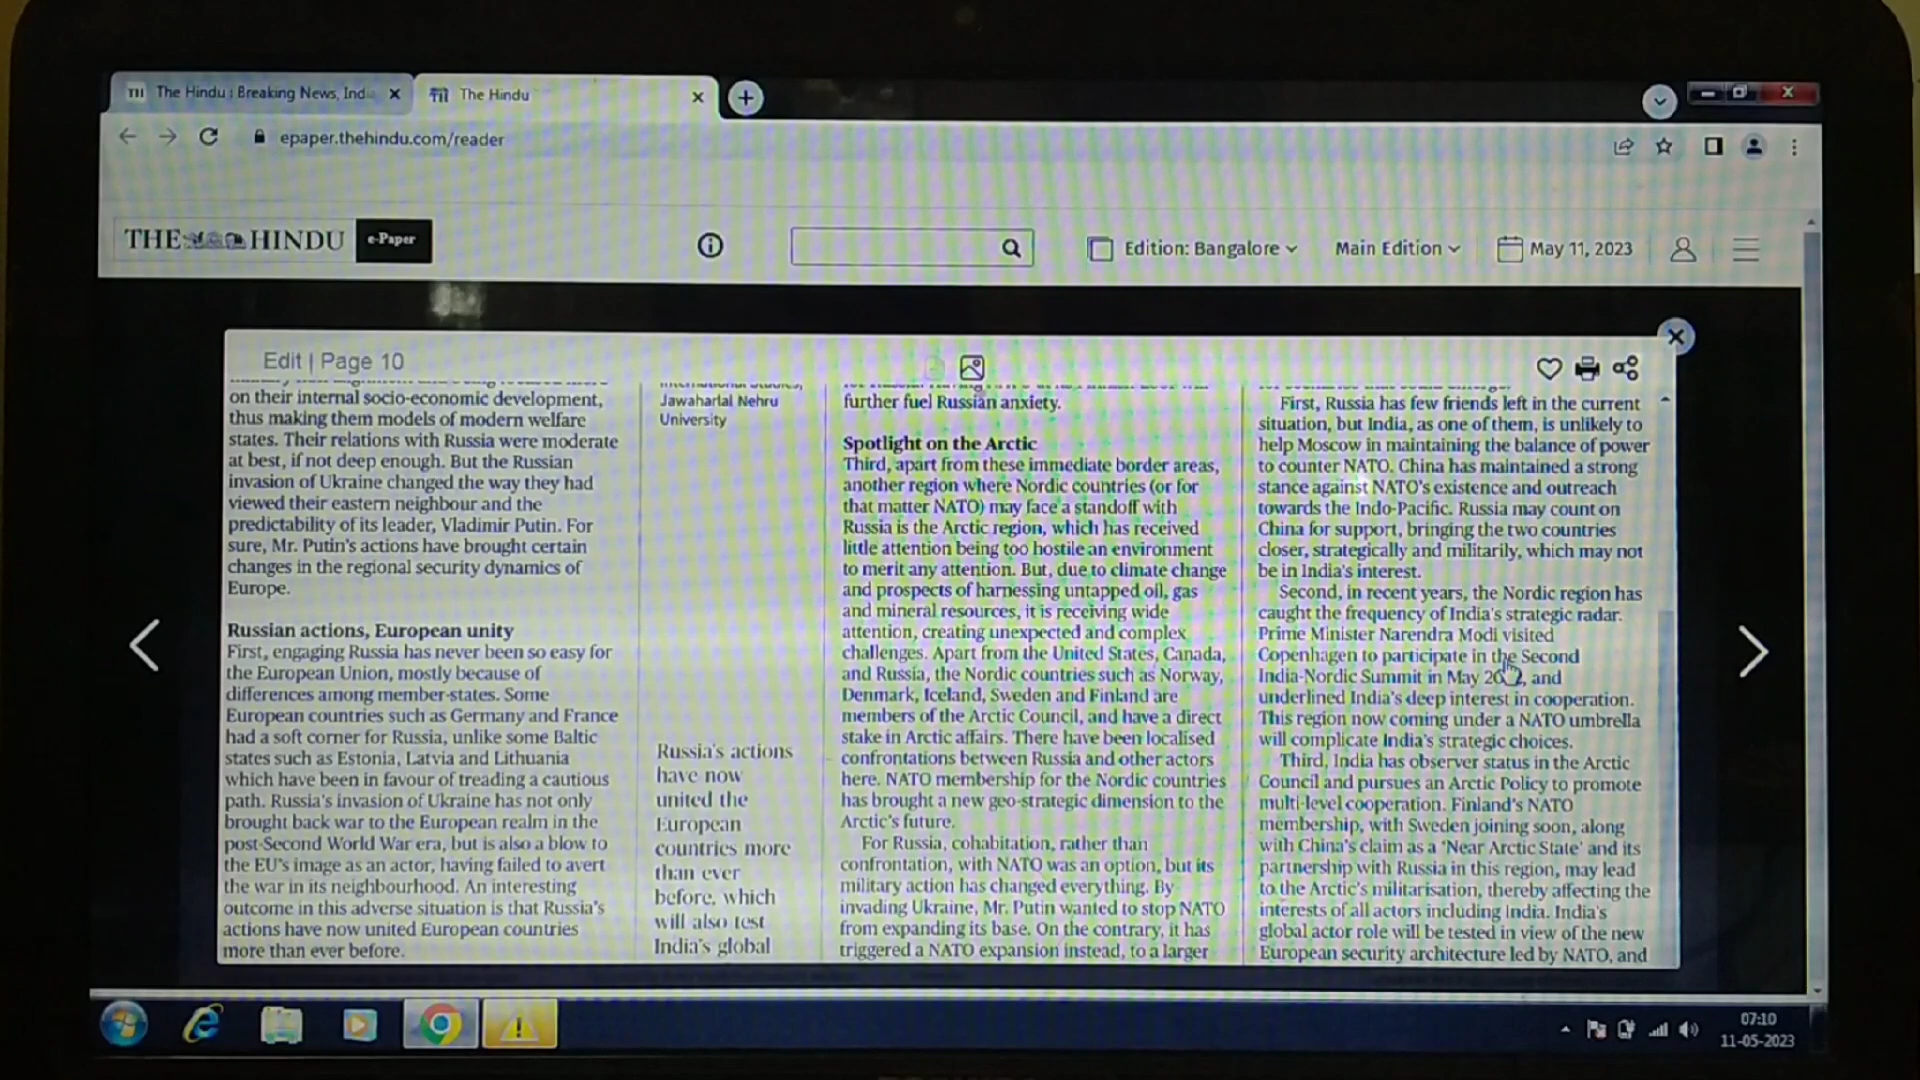 The Hindu : Breaking News, Indi
The Hindu
epaper.thehindu.com/reader
THE HINDU
e-Paper
Edition: Bangalore
Main Edition
May 11, 2023
Edit | Page 10
on their internal socio-economic development,
thus making them models of modern welfare
states. Their relations with Russia were moderate
at best, if not deep enough. But the Russian
invasion of Ukraine changed the way they had
viewed their eastern neighbour and the
predictability of its leader, Vladimir Putin. For
sure, Mr. Putin's actions have brought certain
changes in the regional security dynamics of
Europe.
Russian actions, European unity
First, engaging Russia has never been so easy for
the European Union, mostly because of
differences among member-states. Some
European countries such as Germany and France
had a soft corner for Russia, unlike some Baltic
states such as Estonia, Latvia and Lithuania
which have been in favour of treading a cautious
path. Russia's invasion of Ukraine has not only
brought back war to the European realm in the
post-Second World War era, but is also a blow to
the EU's image as an actor, having failed to avert
the war in its neighbourhood. An interesting
outcome in this adverse situation is that Russia's
actions have now united European countries
more than ever before.
International Studies,
Jawaharlal Nehru
University
Russia's actions
have now
united the
European
countries more
than ever
before, which
will also test
India's global
further fuel Russian anxiety.
Spotlight on the Arctic
Third, apart from these immediate border areas,
another region where Nordic countries (or for
that matter NATO) may face a standoff with
Russia is the Arctic region, which has received
little attention being too hostile an environment
to merit any attention. But, due to climate change
and prospects of harnessing untapped oil, gas
and mineral resources, it is receiving wide
attention, creating unexpected and complex
challenges. Apart from the United States, Canada,
and Russia, the Nordic countries such as Norway,
Denmark, Iceland, Sweden and Finland are
members of the Arctic Council, and have a direct
stake in Arctic affairs. There have been localised
confrontations between Russia and other actors
here. NATO membership for the Nordic countries
has brought a new geo-strategic dimension to the
Arctic's future.
For Russia, cohabitation, rather than
confrontation, with NATO was an option, but its
military action has changed everything. By
invading Ukraine, Mr. Putin wanted to stop NATO
from expanding its base. On the contrary, it has
triggered a NATO expansion instead, to a larger
First, Russia has few friends left in the current
situation, but India, as one of them, is unlikely to
help Moscow in maintaining the balance of power
to counter NATO. China has maintained a strong
stance against NATO's existence and outreach
towards the Indo-Pacific. Russia may count on
China for support, bringing the two countries
closer, strategically and militarily, which may not
be in India's interest.
Second, in recent years, the Nordic region has
caught the frequency of India's strategic radar.
Prime Minister Narendra Modi visited
Copenhagen to participate in the Second
India-Nordic Summit in May 2022, and
underlined India's deep interest in cooperation.
This region now coming under a NATO umbrella
will complicate India's strategic choices.
Third, India has observer status in the Arctic
Council and pursues an Arctic Policy to promote
multi-level cooperation. Finland's NATO
membership, with Sweden joining soon, along
with China's claim as a 'Near Arctic State' and its
partnership with Russia in this region, may lead
to the Arctic's militarisation, thereby affecting the
interests of all actors including India. India's
global actor role will be tested in view of the new
European security architecture led by NATO, and
07:10
11-05-2023